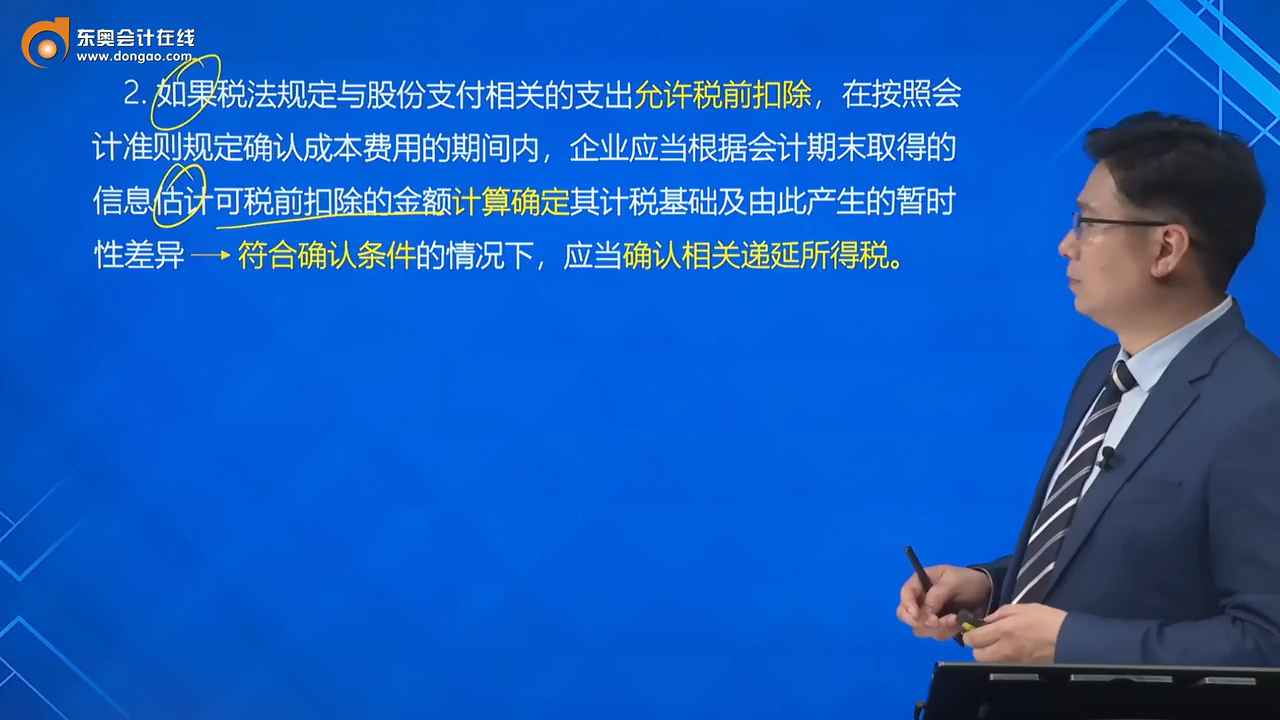 东奥会计在线
www.dongao.com
2. 如果税法规定与股份支付相关的支出允许税前扣除，在按照会
计准则规定确认成本费用的期间内，企业应当根据会计期末取得的
信息估计可税前扣除的金额计算确定其计税基础及由此产生的暂时
性差异→符合确认条件的情况下，应当确认相关递延所得税。